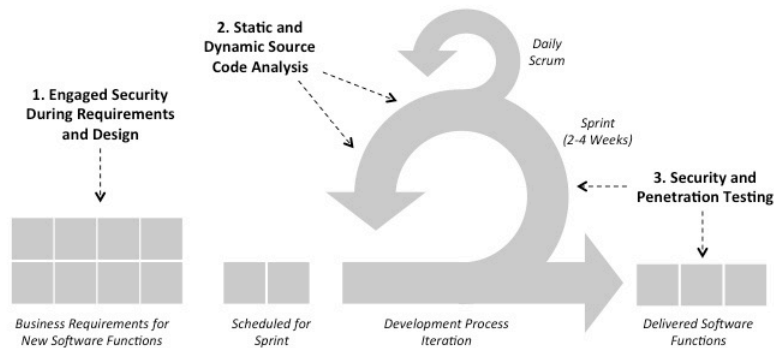 1. Engaged Security
During Requirements
and Design
2. Static and
Dynamic Source
Code Analysis
Daily
Scrum
Sprint
(2-4 Weeks)
3. Security and
Penetration Testing
Business Requirements for
New Software Functions
Scheduled for
Sprint
Development Process
Iteration
Delivered Software
Functions